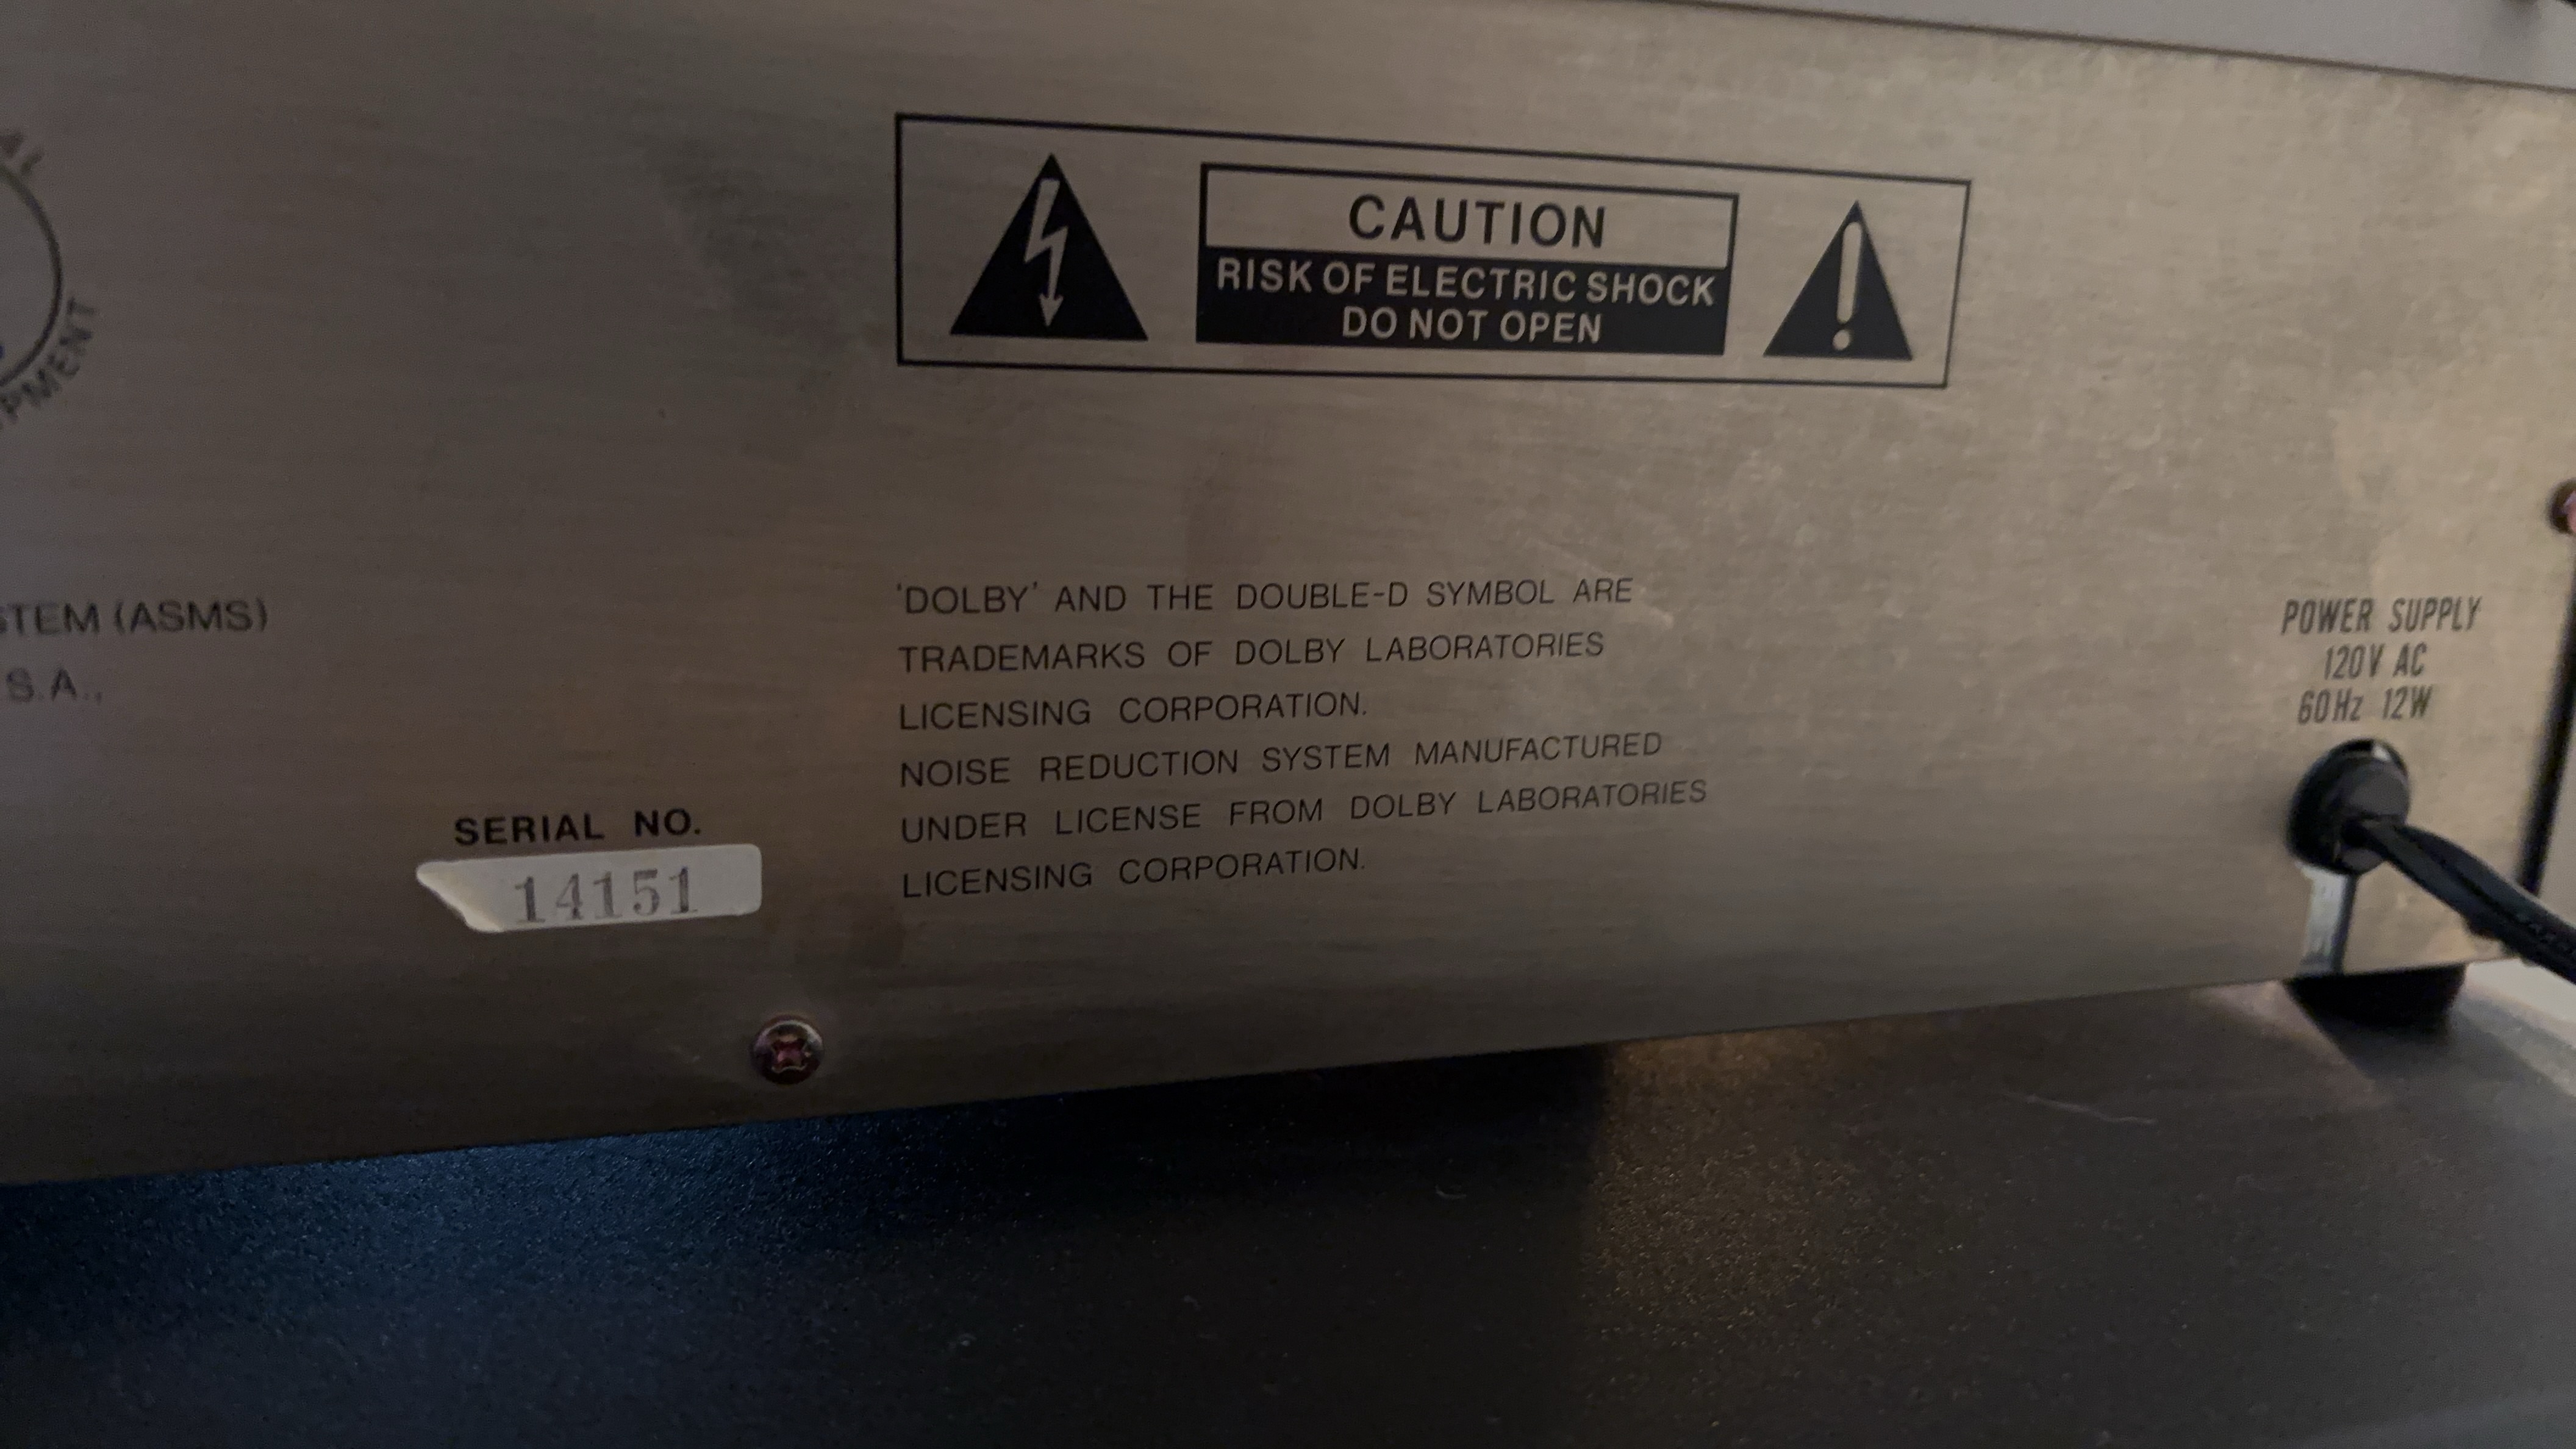 CAUTION
RISK OF ELECTRIC SHOCK
DO NOT OPEN
(ASMS)
S.A.,
'DOLBY' AND THE DOUBLE-D SYMBOL ARE
TRADEMARKS OF DOLBY LABORATORIES
LICENSING CORPORATION.
NOISE REDUCTION SYSTEM MANUFACTURED
UNDER LICENSE FROM DOLBY LABORATORIES
LICENSING CORPORATION.
SERIAL NO.
14151
POWER SUPPLY
120V AC
60Hz 12W